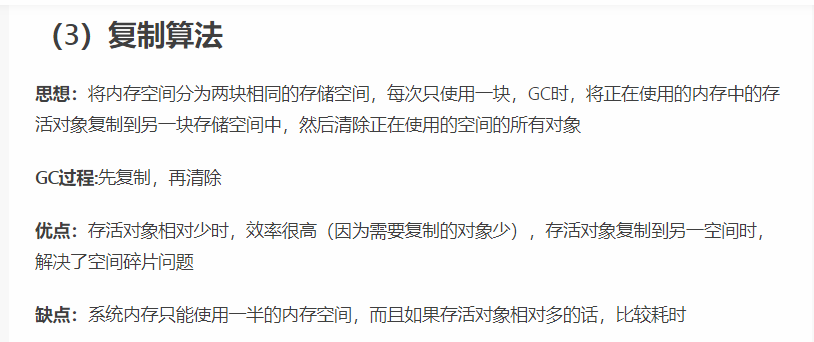 （3）复制算法
思想：将内存空间分为两块相同的存储空间，每次只使用一块，GC时，将正在使用的内存中的存
活对象复制到另一块存储空间中，然后清除正在使用的空间的所有对象
GC过程:先复制，再清除
优点：存活对象相对少时，效率很高（因为需要复制的对象少），存活对象复制到另一空间时，
解决了空间碎片问题
缺点：系统内存只能使用一半的内存空间，而且如果存活对象相对多的话，比较耗时